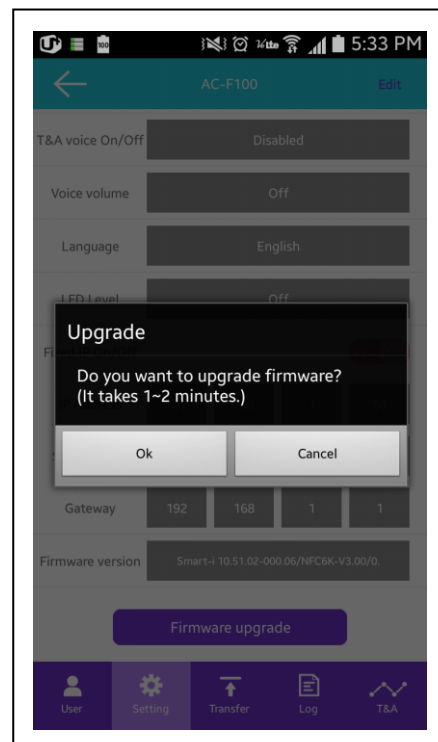 100
5:33 PM
AC-F100
Edit
T&A voice On/Off
Disabled
Voice volume
Off
Language
English
LED Level
Off
Upgrade
Do you want to upgrade firmware?
(It takes 1~2 minutes.)
Ok
Cancel
Gateway
192
168
1
1
Firmware version
Smart-i 10.51.02-000.06/NFC6K-V3.00/0.
Firmware upgrade
User
Setting
Transfer
Log
T&A